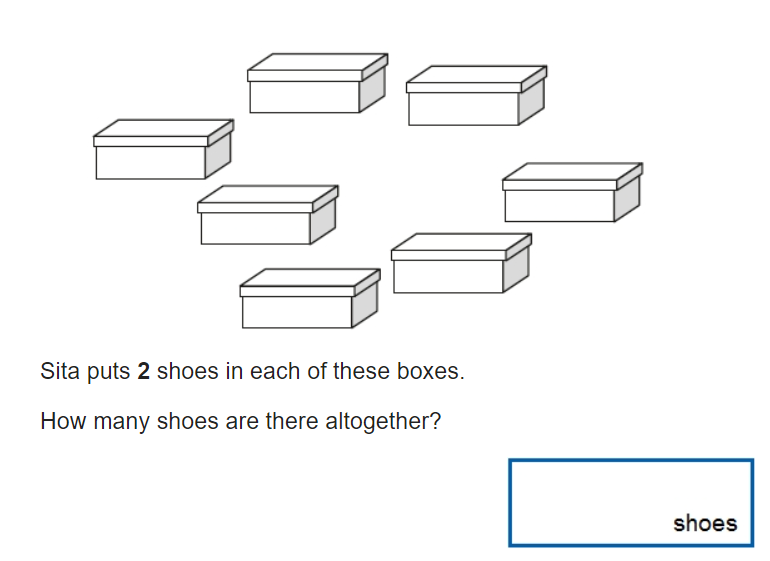 Sita puts 2 shoes in each of these boxes.
How many shoes are there altogether?
shoes